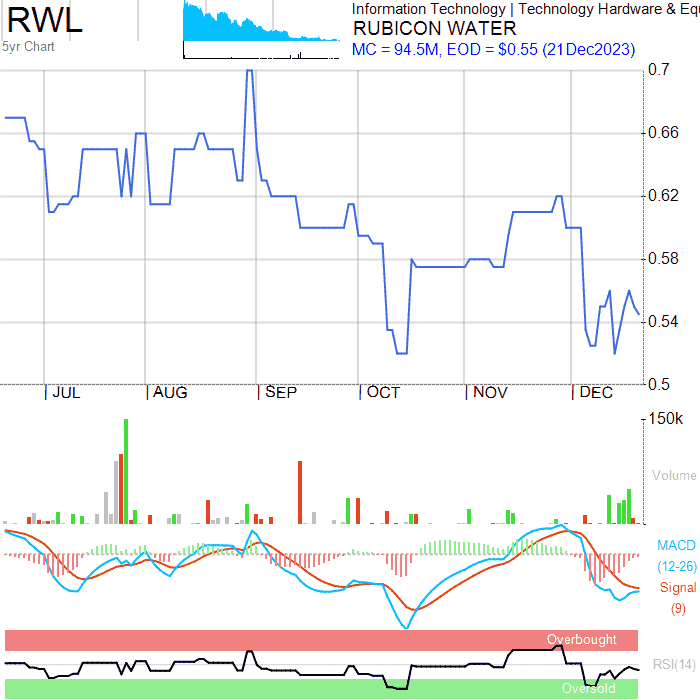 RWL
5yr Chart
Information Technology | Technology Hardware & Equ
RUBICON WATER
MC = 94.5M, EOD = $0.55 (21Dec2023)
0.7
0.66
0.62
0.58
0.54
0.5
JUL AUG SEP OCT NOV DEC
150k
Volume
MACD
(12-26)
Signal
(9)
Overbought
RSI(14)
Oversold